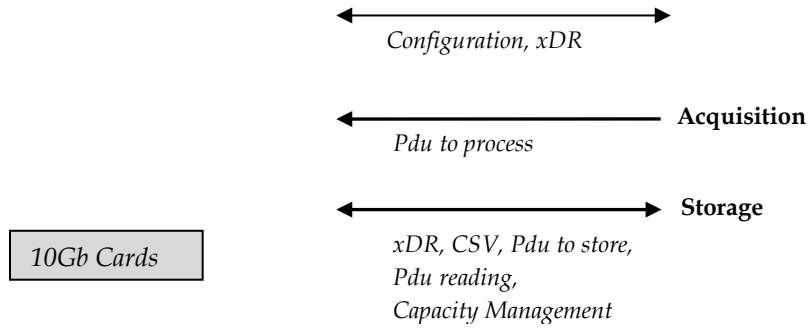 Configuration, xDR
Acquisition
Pdu to process
Storage
10Gb Cards
xDR, CSV, Pdu to store,
Pdu reading,
Capacity Management